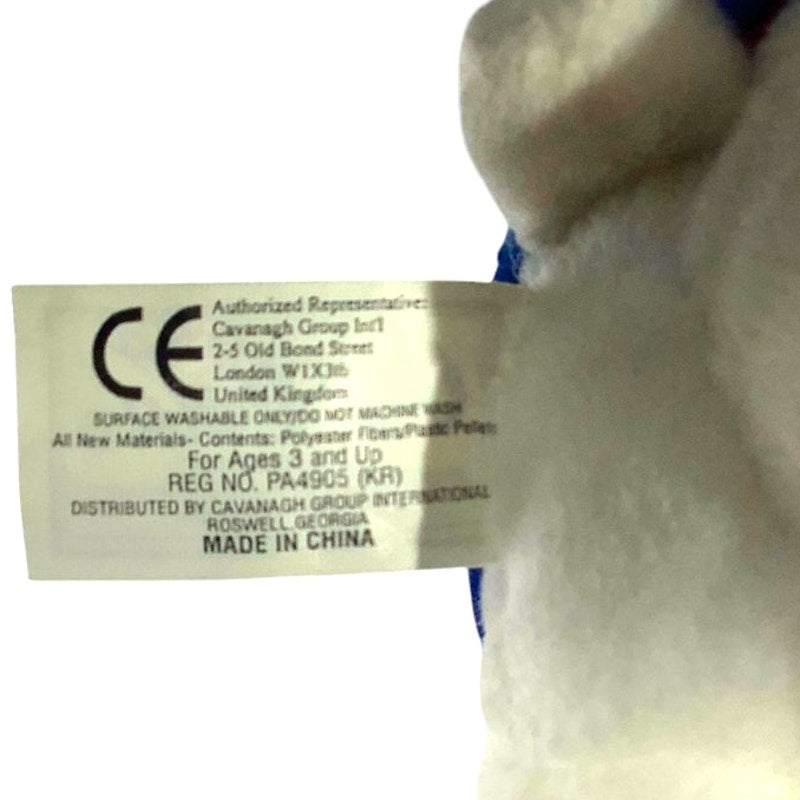 CE
Authorized Representative:
Cavanagh Group Int'l
2-5 Old Bond Street
London W1X3tb
United Kingdom
SURFACE WASHABLE ONLY/DO NOT MACHINE WASH
All New Materials- Contents: Polyester Fibers/Plastic Pellets
For Ages 3 and Up
REG NO. PA4905 (KR)
DISTRIBUTED BY CAVANAGH GROUP INTERNATIONAL
ROSWELL, GEORGIA
MADE IN CHINA